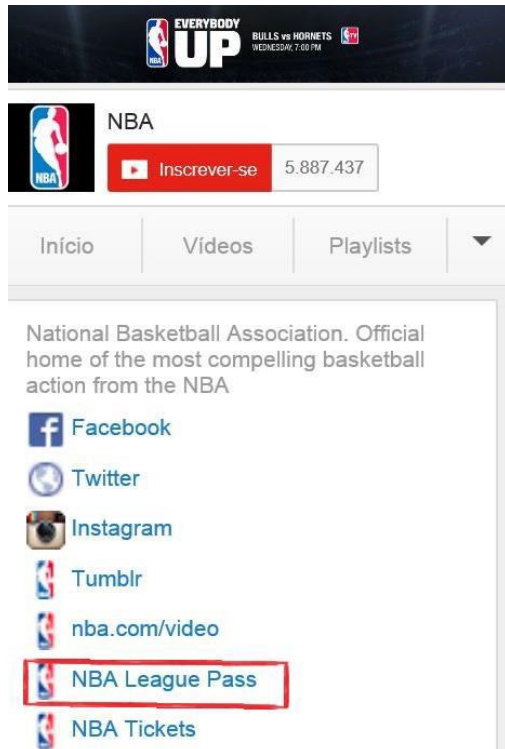 EVERYBODY
UP
BULLS vs HORNETS
WEDNESDAY, 7:00 PM
NBA
NBA
Inscrever-se 5.887.437
Início Vídeos Playlists
National Basketball Association. Official
home of the most compelling basketball
action from the NBA
Facebook
Twitter
Instagram
Tumblr
nba.com/video
NBA League Pass
NBA Tickets